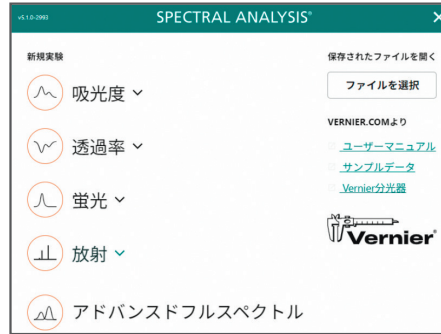 v5.1.0-2993
SPECTRAL ANALYSIS®
新規実験
吸光度
透過率
蛍光
放射
アドバンスドフルスペクトル
保存されたファイルを開く
ファイルを選択
VERNIER.COMより
ユーザーマニュアル
サンプルデータ
Vernier分光器
Vernier®